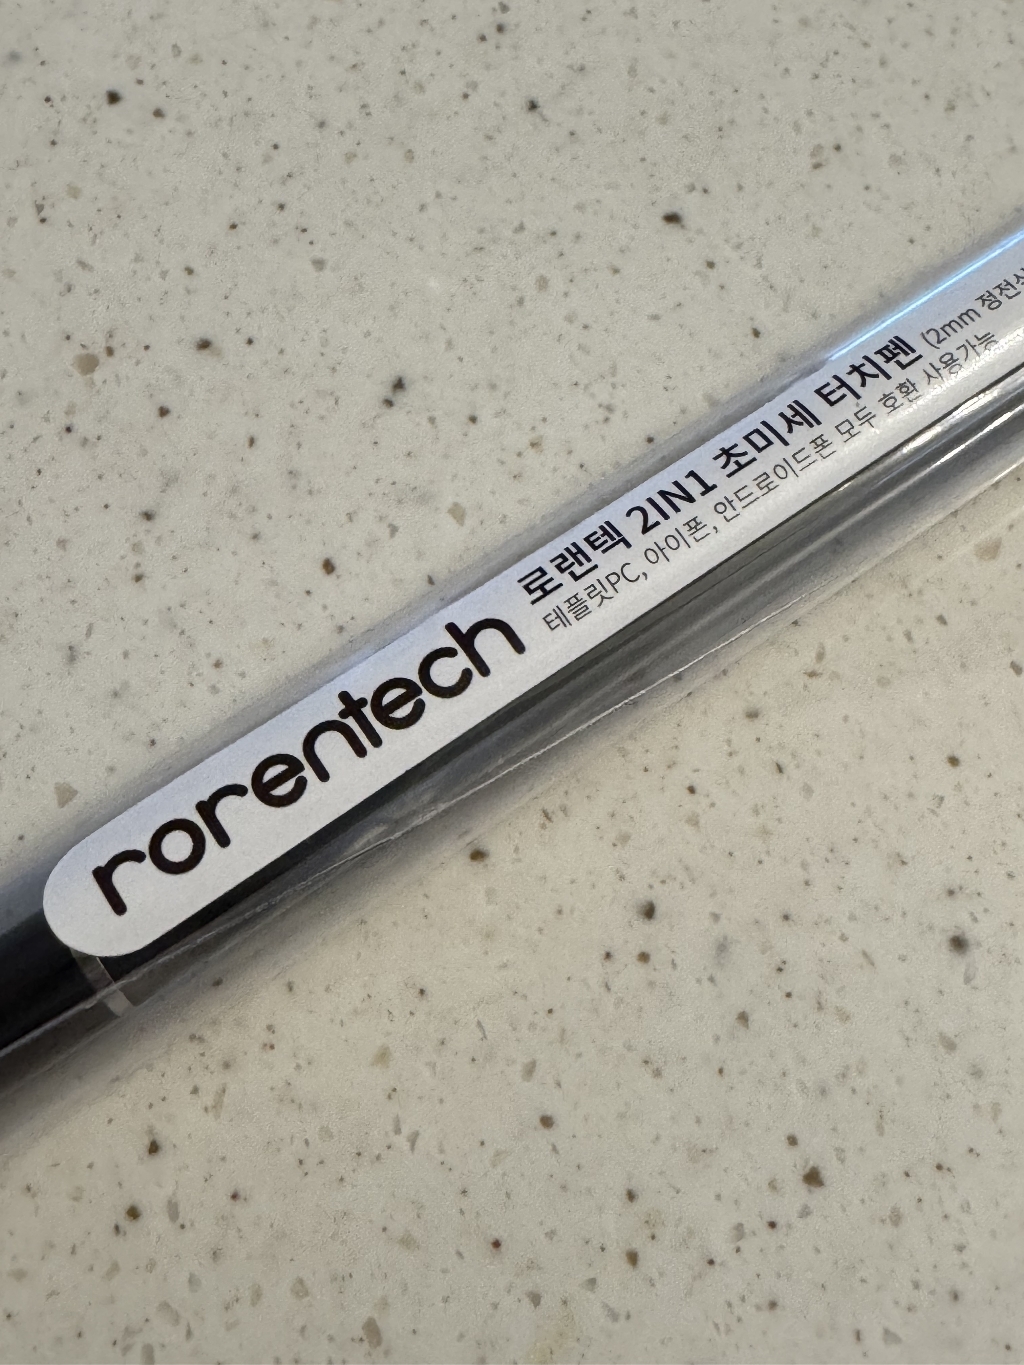 rorentech
로랜텍 2IN1 초미세 터치펜 (2mm
테플릿PC, 아이폰, 안드로이드폰 모두 호환 사용가능